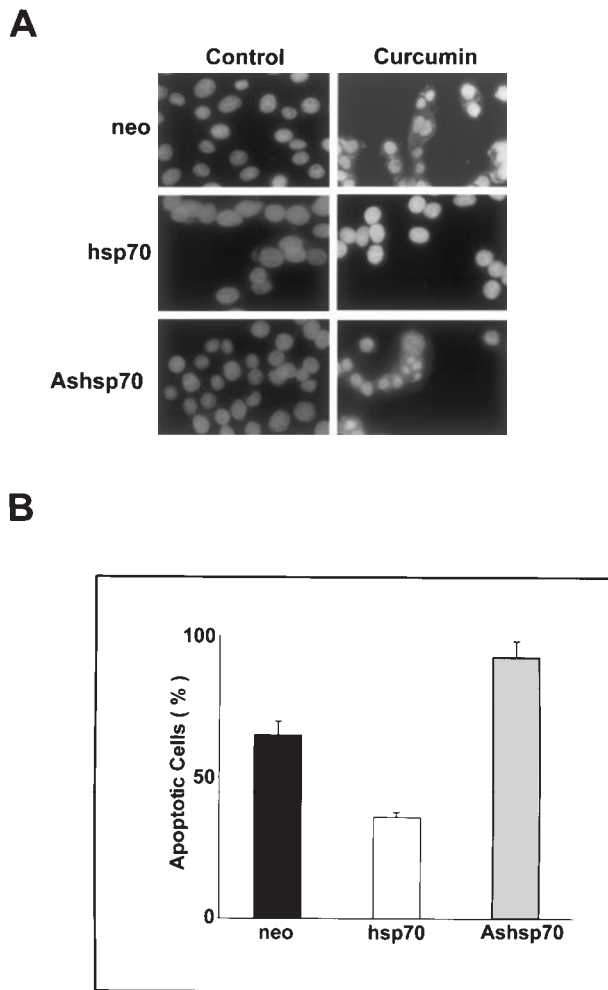 A
Control Curcumin
neo
hsp70
Ashsp70
B
Apoptotic Cells ( % )
100
50
0
neo hsp70 Ashsp70